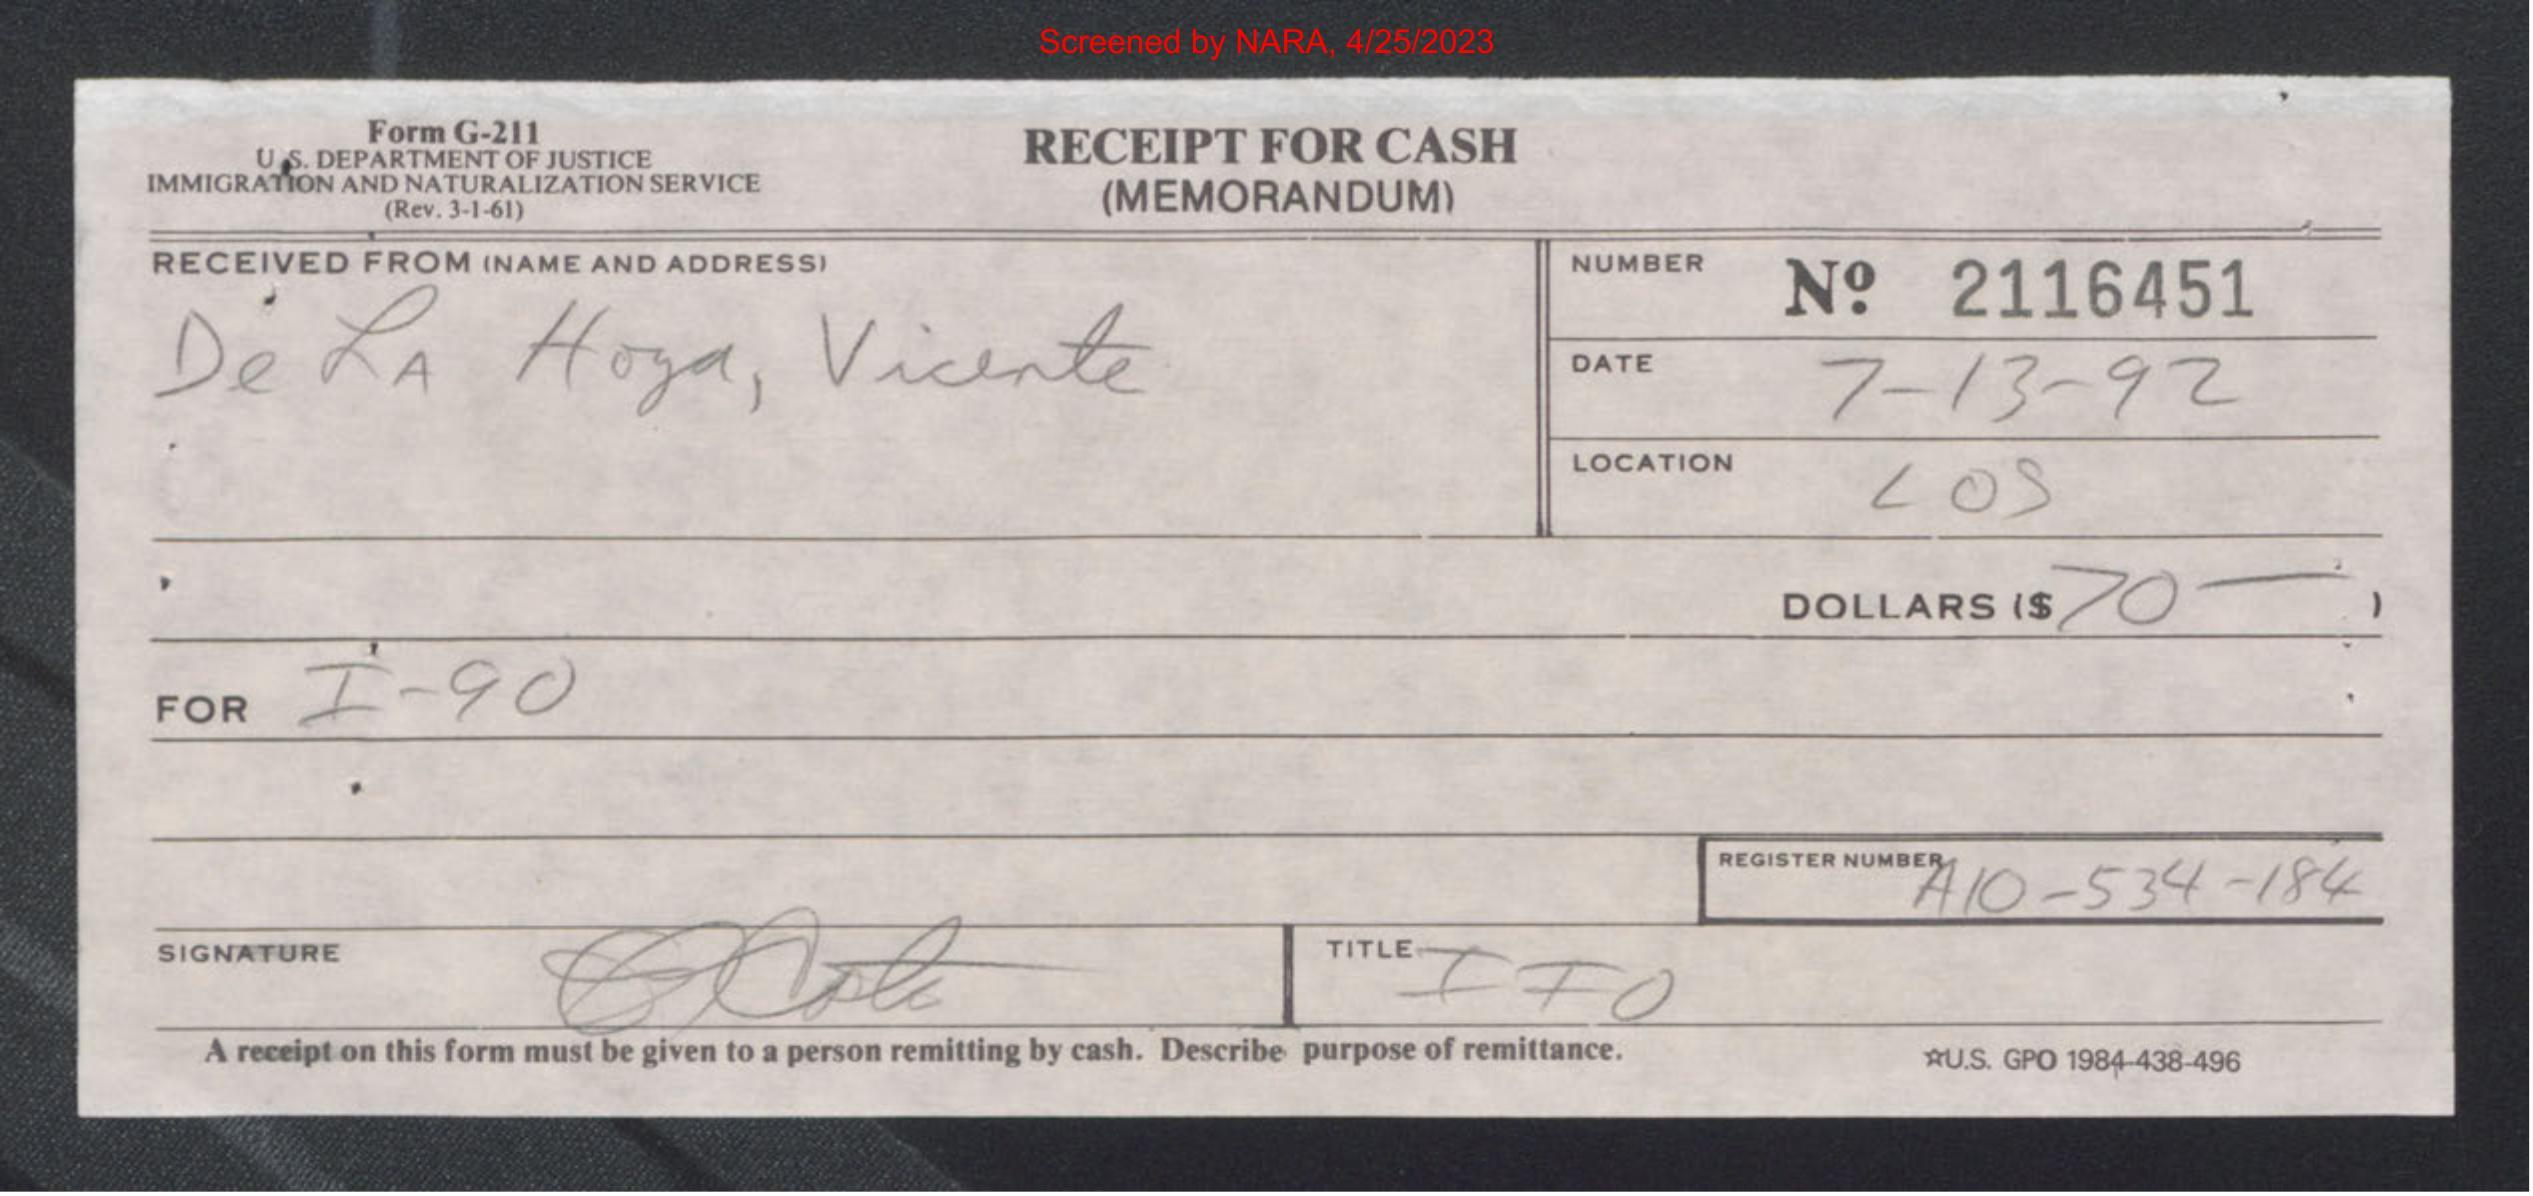 Screened by NARA, 4/25/2023
Form G-211
U.S. DEPARTMENT OF JUSTICE
IMMIGRATION AND NATURALIZATION SERVICE
(Rev. 3-1-61)
RECEIPT FOR CASH
(MEMORANDUM)
RECEIVED FROM (NAME AND ADDRESS)
De LA Hoya, Vicente
NUMBER Nº 2116451
DATE 7-13-92
LOCATION LOS
DOLLARS ($70 — )
FOR I-90
REGISTER NUMBER A10-534-184
SIGNATURE
TITLE IIO
A receipt on this form must be given to a person remitting by cash. Describe purpose of remittance.
☆U.S. GPO 1984-438-496